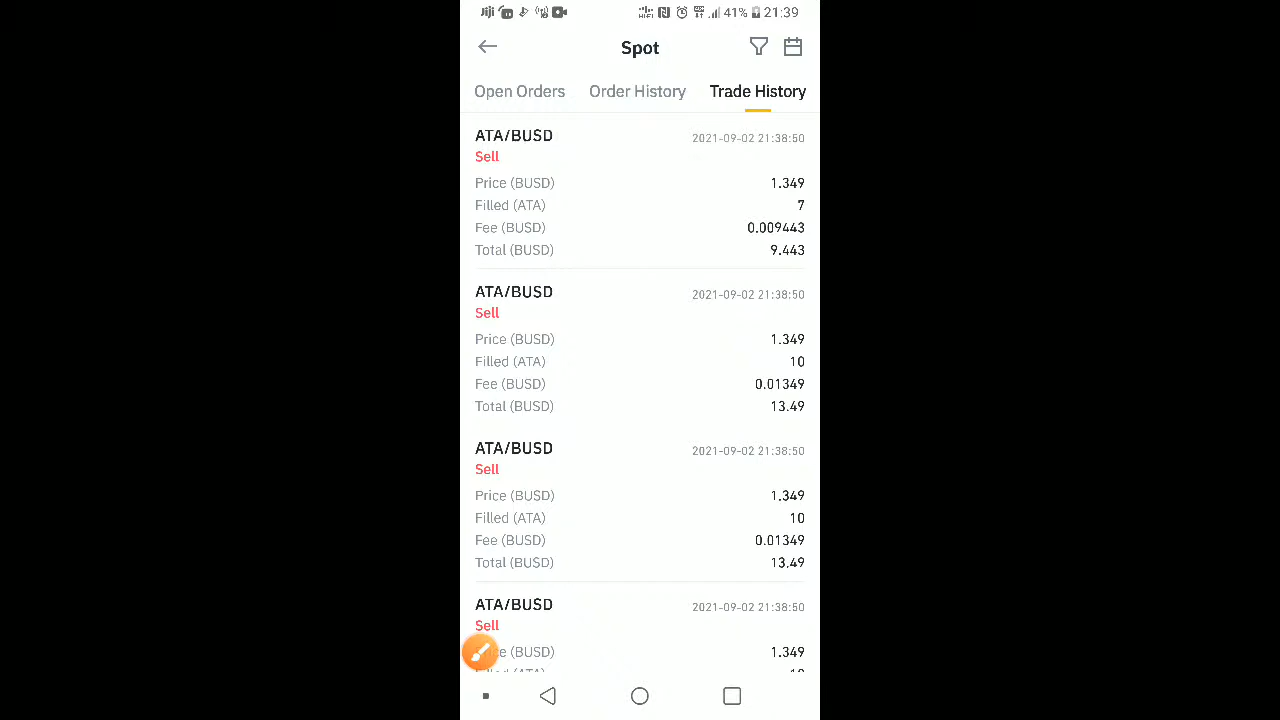 Jiji 41% 21:39
Spot
Open Orders Order History Trade History
ATA/BUSD 2021-09-02 21:38:50
Sell
Price (BUSD) 1.349
Filled (ATA) 7
Fee (BUSD) 0.009443
Total (BUSD) 9.443
ATA/BUSD 2021-09-02 21:38:50
Sell
Price (BUSD) 1.349
Filled (ATA) 10
Fee (BUSD) 0.01349
Total (BUSD) 13.49
ATA/BUSD 2021-09-02 21:38:50
Sell
Price (BUSD) 1.349
Filled (ATA) 10
Fee (BUSD) 0.01349
Total (BUSD) 13.49
ATA/BUSD 2021-09-02 21:38:50
Sell
(BUSD) 1.349